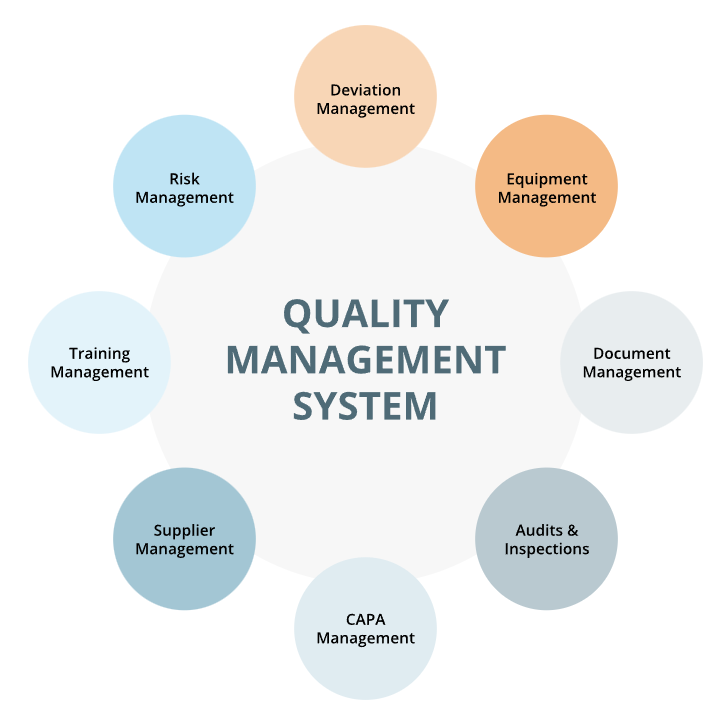 Deviation
Management
Equipment
Management
Document
Management
Audits &
Inspections
CAPA
Management
Supplier
Management
Training
Management
Risk
Management
QUALITY
MANAGEMENT
SYSTEM